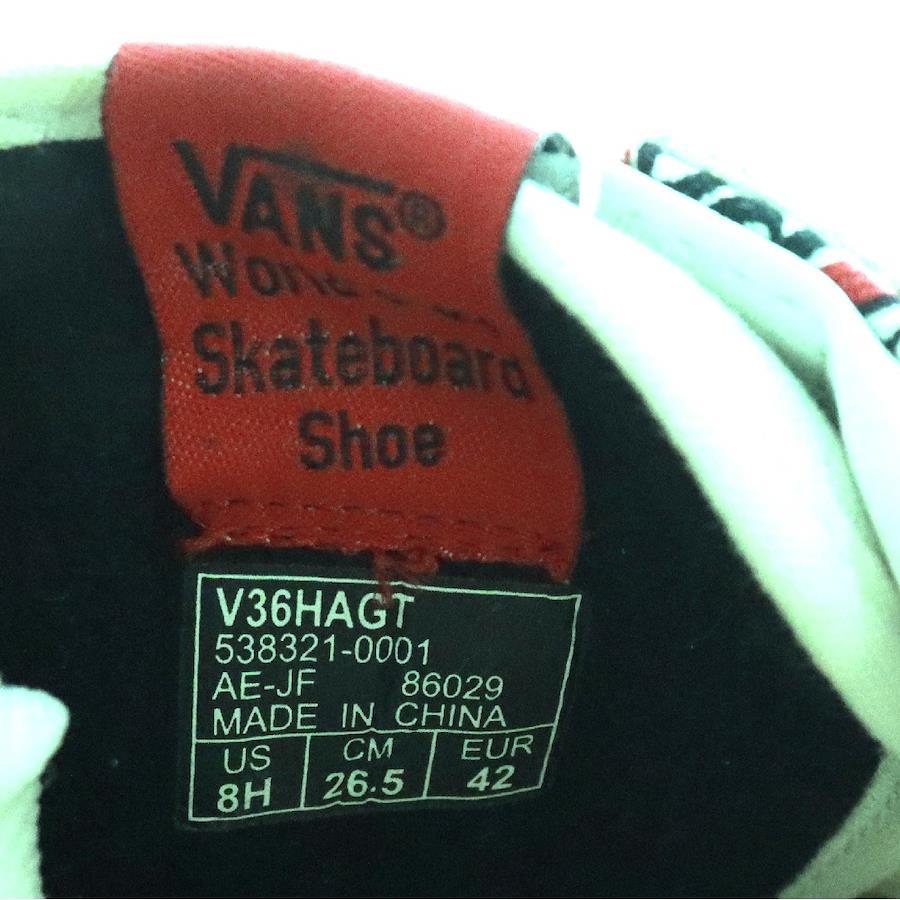 VANS®
Skateboard
Shoe
V36HAGT
538321-0001
AE-JF 86029
MADE IN CHINA
US CM EUR
8H 26.5 42